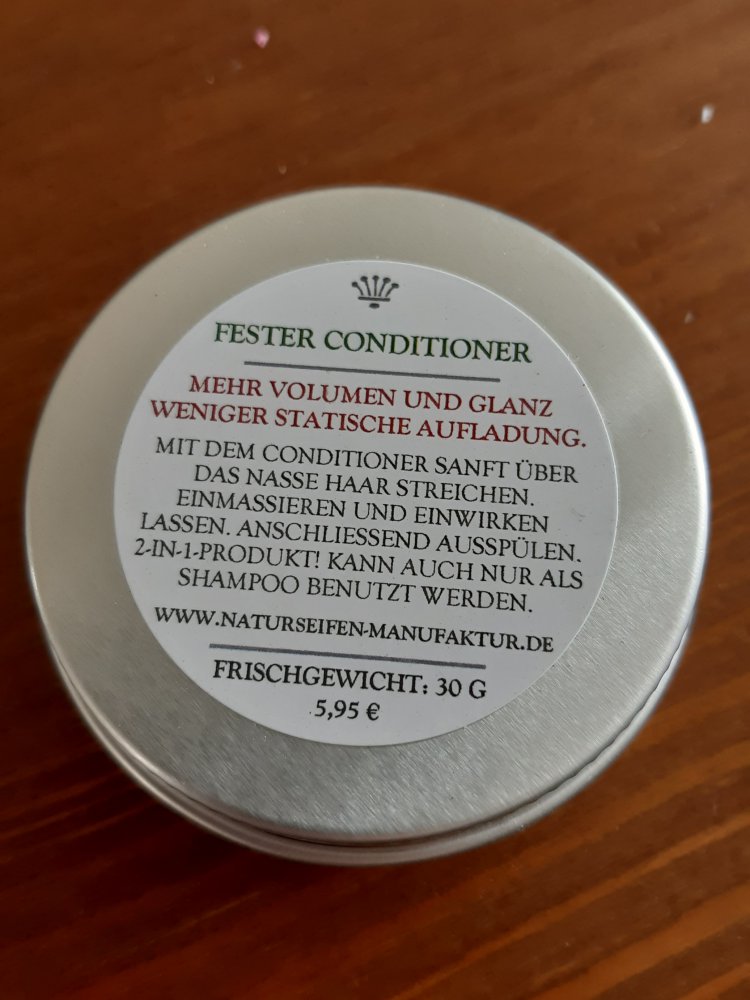 FESTER CONDITIONER
MEHR VOLUMEN UND GLANZ
WENIGER STATISCHE AUFLADUNG.
MIT DEM CONDITIONER SANFT ÜBER
DAS NASSE HAAR STREICHEN.
EINMASSIEREN UND EINWIRKEN
LASSEN. ANSCHLIESSEND AUSSPÜLEN.
2-IN-1-PRODUKT! KANN AUCH NUR ALS
SHAMPOO BENUTZT WERDEN.
WWW.NATURSEIFEN-MANUFAKTUR.DE
FRISCHGEWICHT: 30 G
5,95 €